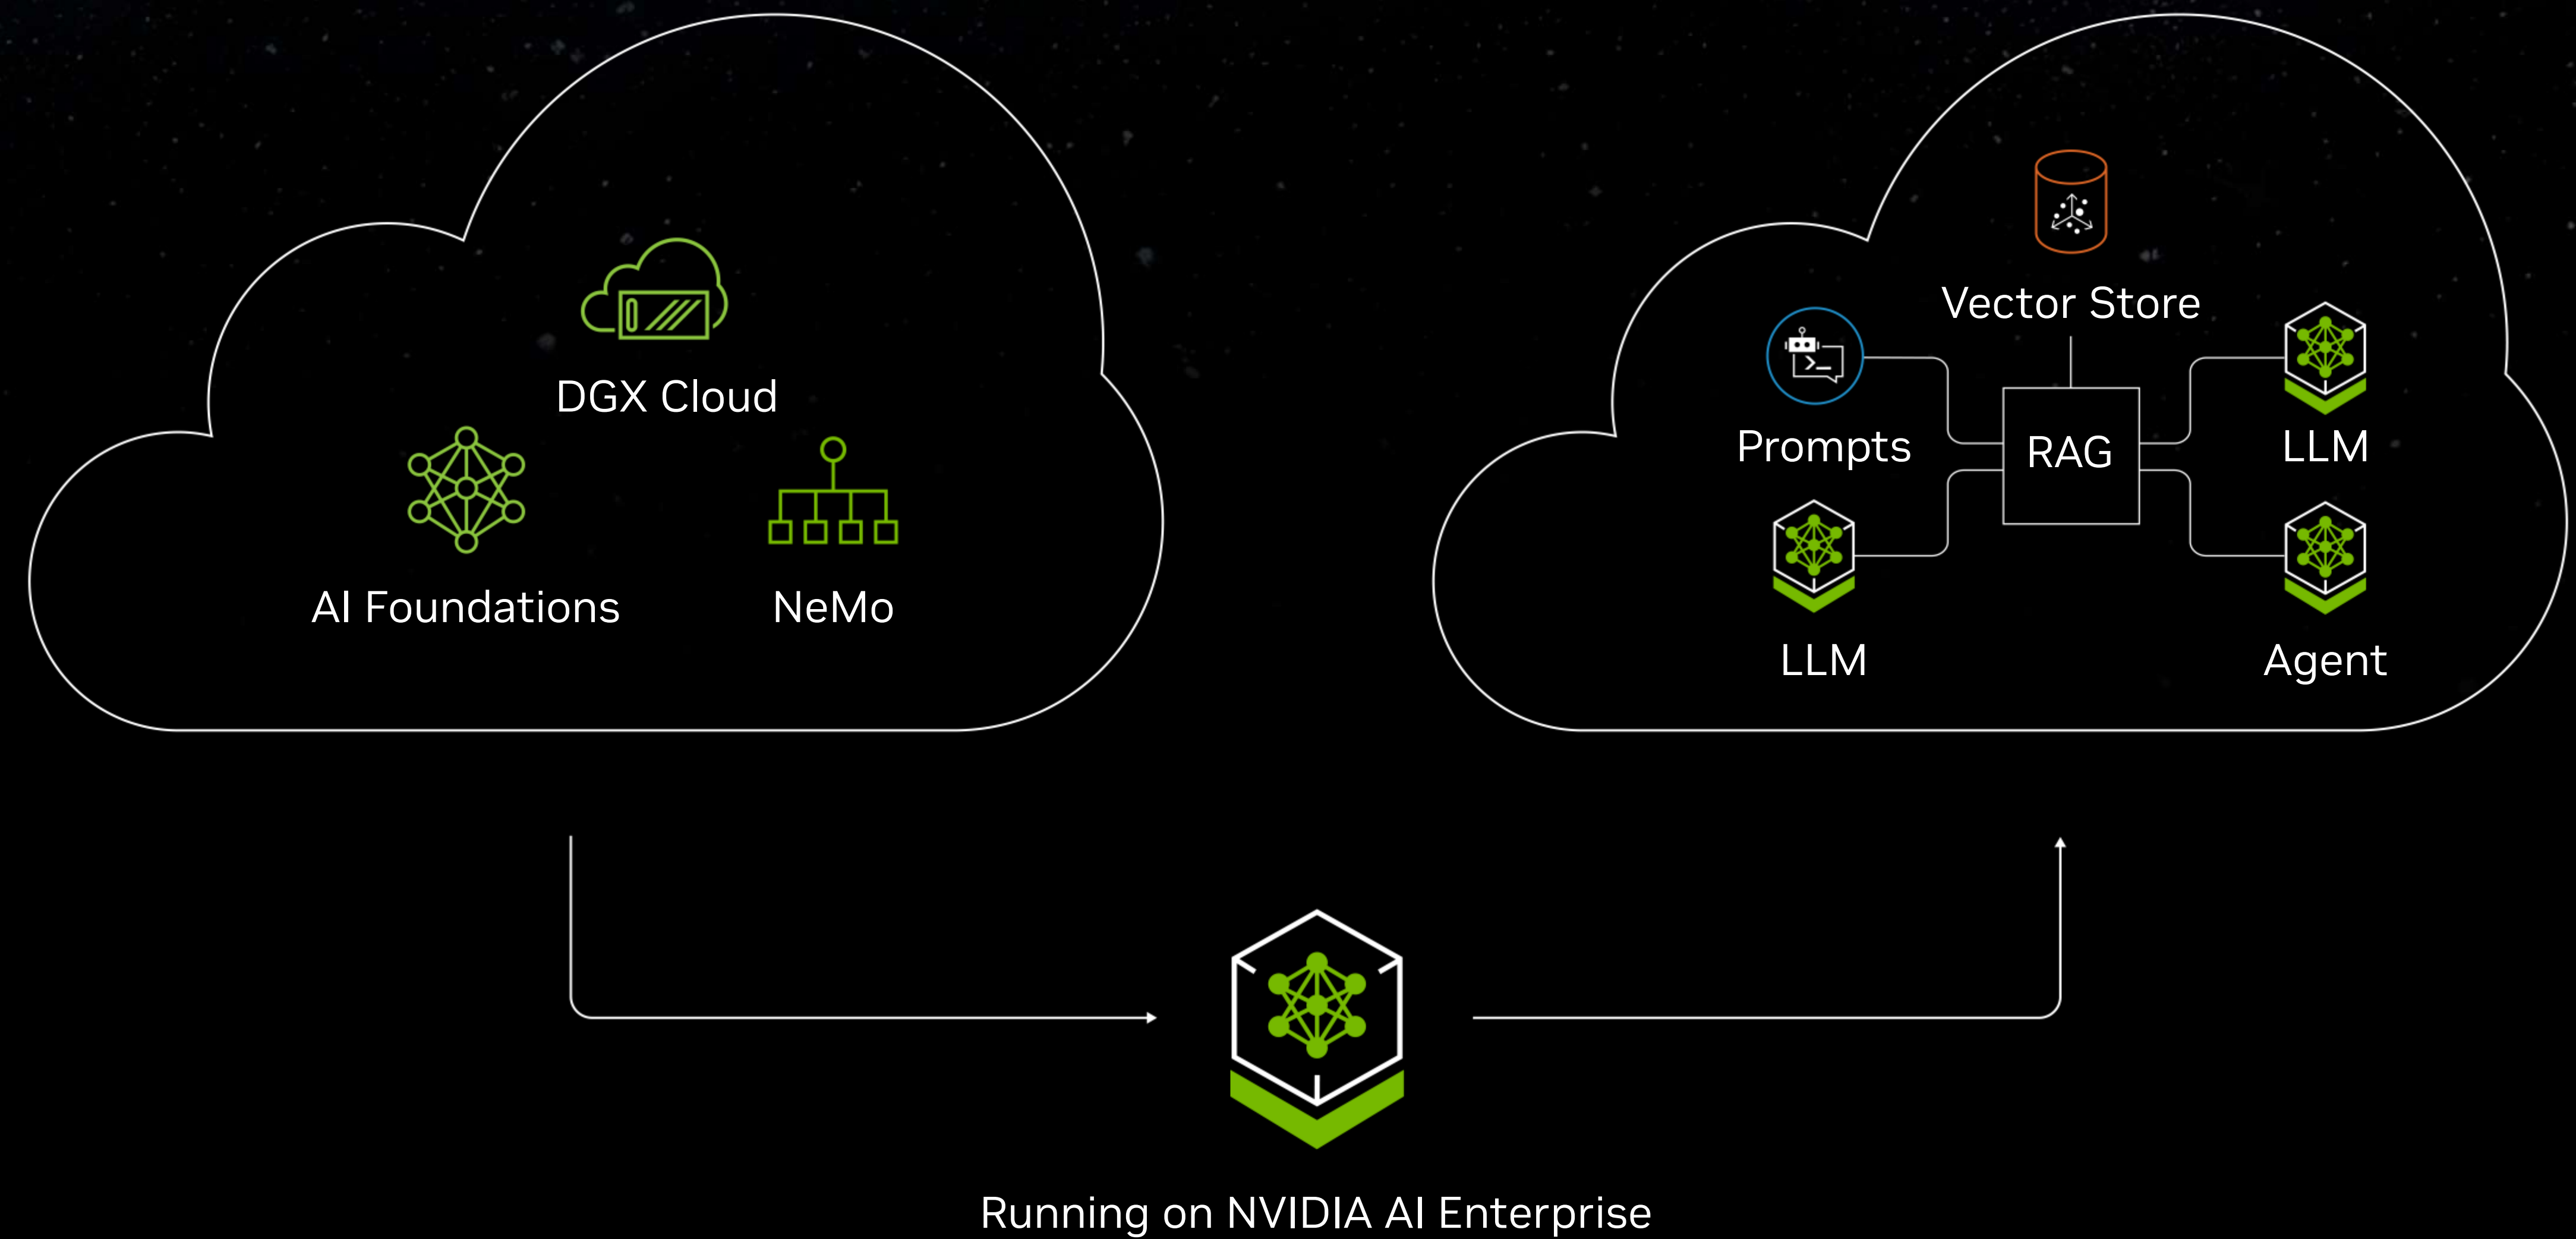 DGX Cloud
AI Foundations
NeMo
Vector Store
Prompts
RAG
LLM
LLM
Agent
Running on NVIDIA AI Enterprise